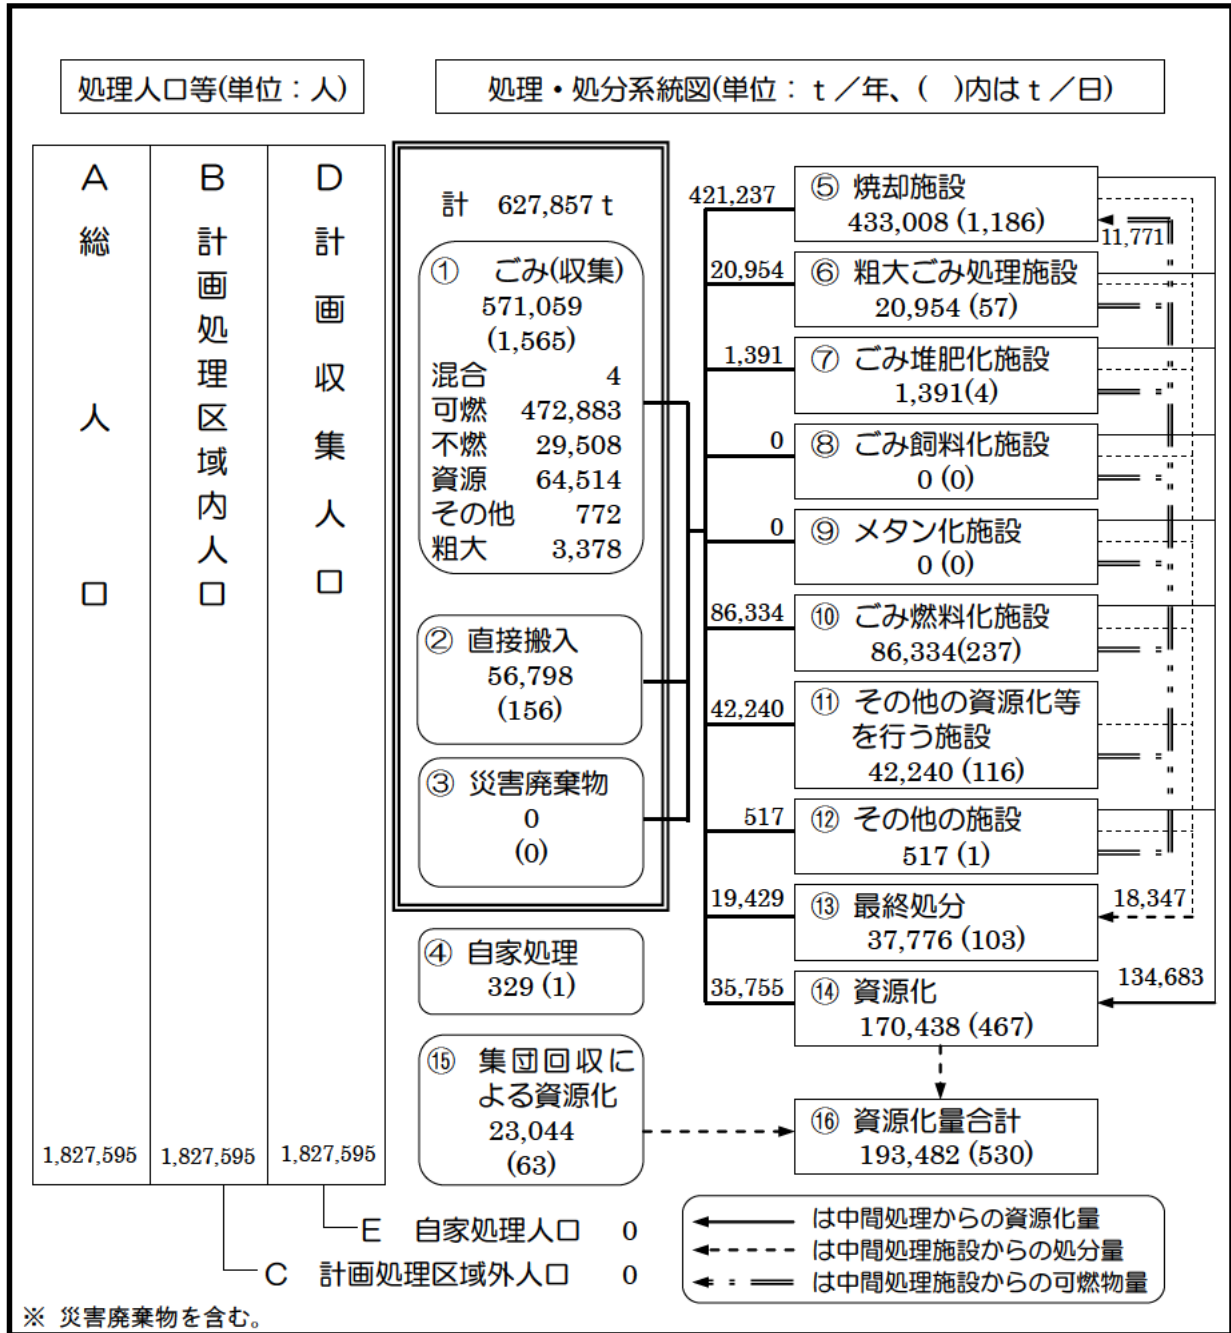 処理人口等(単位：人)
処理・処分系統図(単位：ｔ／年、(　)内はｔ／日)
A 総人口
1,827,595
B 計画処理区域内人口
1,827,595
D 計画収集人口
1,827,595
E 自家処理人口 0
C 計画処理区域外人口 0
計 627,857ｔ
① ごみ(収集)
571,059
(1,565)
混合 4
可燃 472,883
不燃 29,508
資源 64,514
その他 772
粗大 3,378
② 直接搬入
56,798
(156)
③ 災害廃棄物
0
(0)
④ 自家処理
329 (1)
⑮ 集団回収に
よる資源化
23,044
(63)
421,237
⑤ 焼却施設
433,008 (1,186)
11,771
20,954
⑥ 粗大ごみ処理施設
20,954 (57)
1,391
⑦ ごみ堆肥化施設
1,391(4)
0
⑧ ごみ飼料化施設
0 (0)
0
⑨ メタン化施設
0 (0)
86,334
⑩ ごみ燃料化施設
86,334(237)
42,240
⑪ その他の資源化等
を行う施設
42,240 (116)
517
⑫ その他の施設
517 (1)
19,429
⑬ 最終処分
37,776 (103)
18,347
35,755
⑭ 資源化
170,438 (467)
134,683
⑯ 資源化量合計
193,482 (530)
は中間処理からの資源化量
は中間処理施設からの処分量
は中間処理施設からの可燃物量
※ 災害廃棄物を含む。